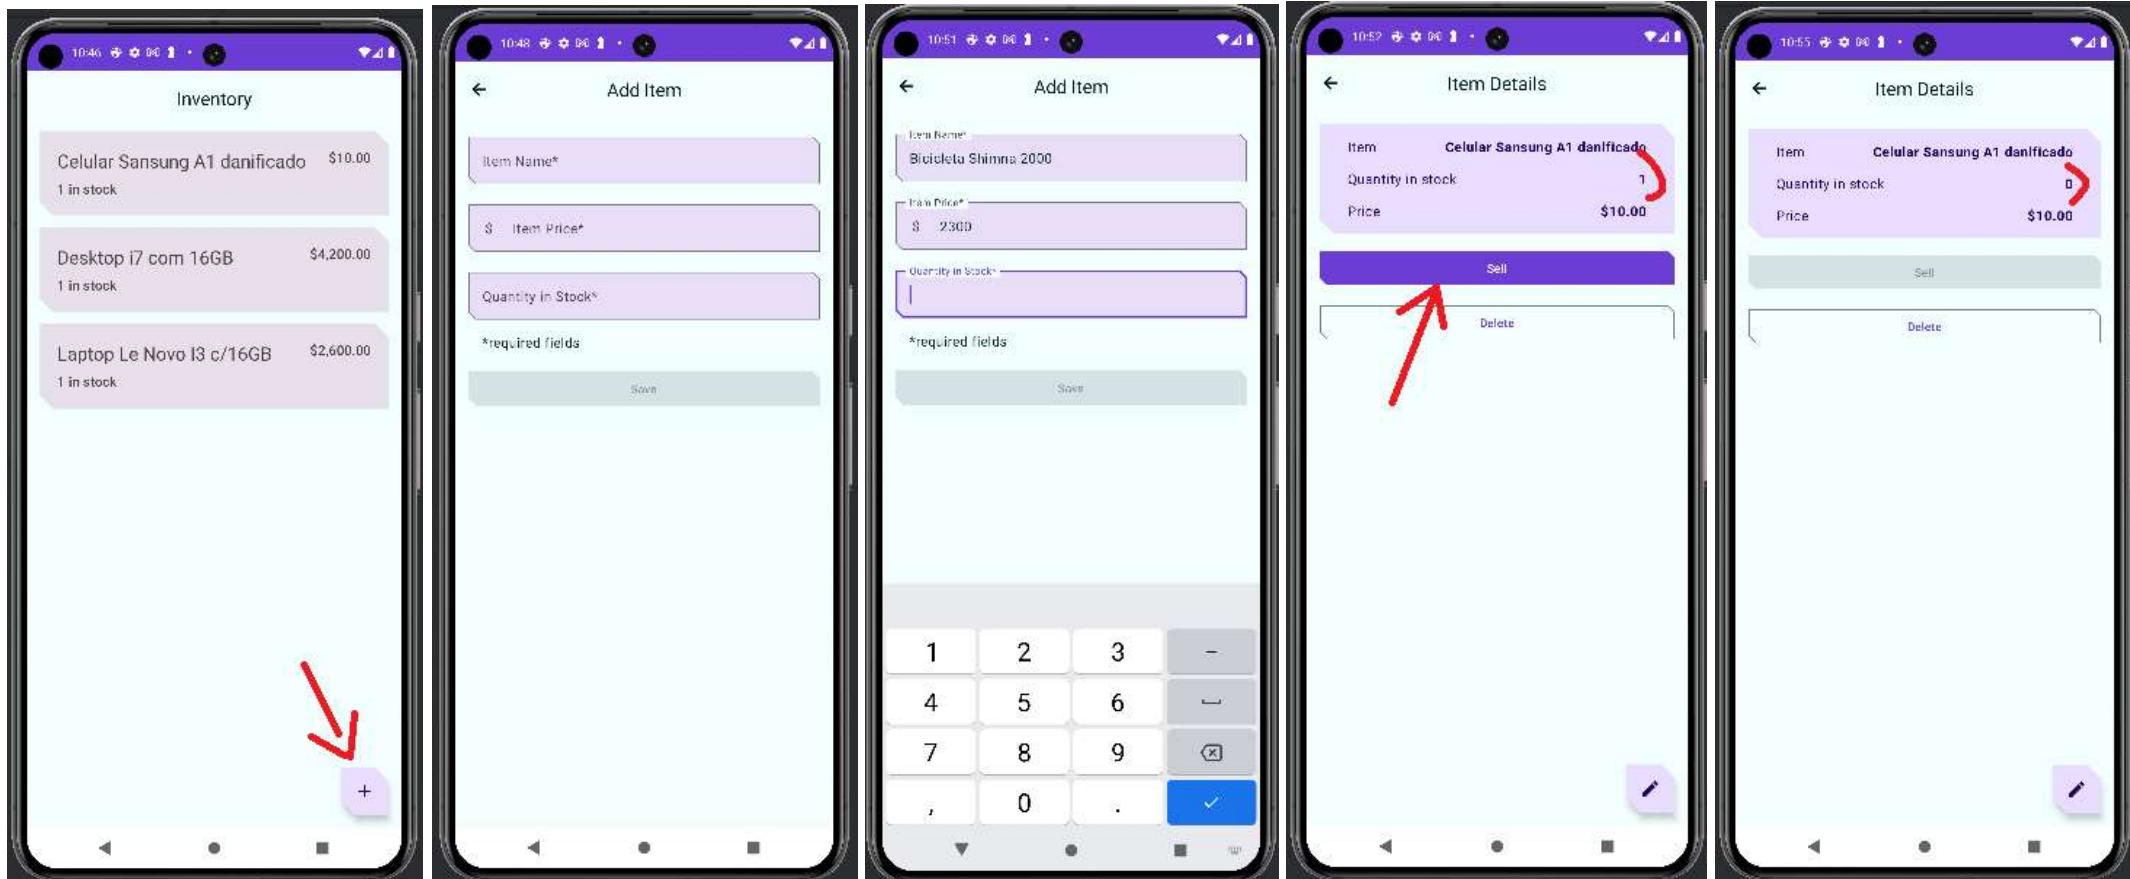 10:46
Inventory
Celular Sansung A1 danificado $10.00
1 in stock
Desktop i7 com 16GB $4,200.00
1 in stock
Laptop Le Novo I3 c/16GB $2,600.00
1 in stock
+
10:48
Add Item
Item Name*
$ Item Price*
Quantity in Stock*
*required fields
Save
10:51
Add Item
Item Name*
Bicicleta Shimna 2000
Item Price*
$ 2300
Quantity in Stock*
*required fields
Save
1 2 3 –
4 5 6
7 8 9
, 0 .
10:52
Item Details
Item Celular Sansung A1 danificado
Quantity in stock 1
Price $10.00
Sell
Delete
10:55
Item Details
Item Celular Sansung A1 danificado
Quantity in stock 0
Price $10.00
Sell
Delete